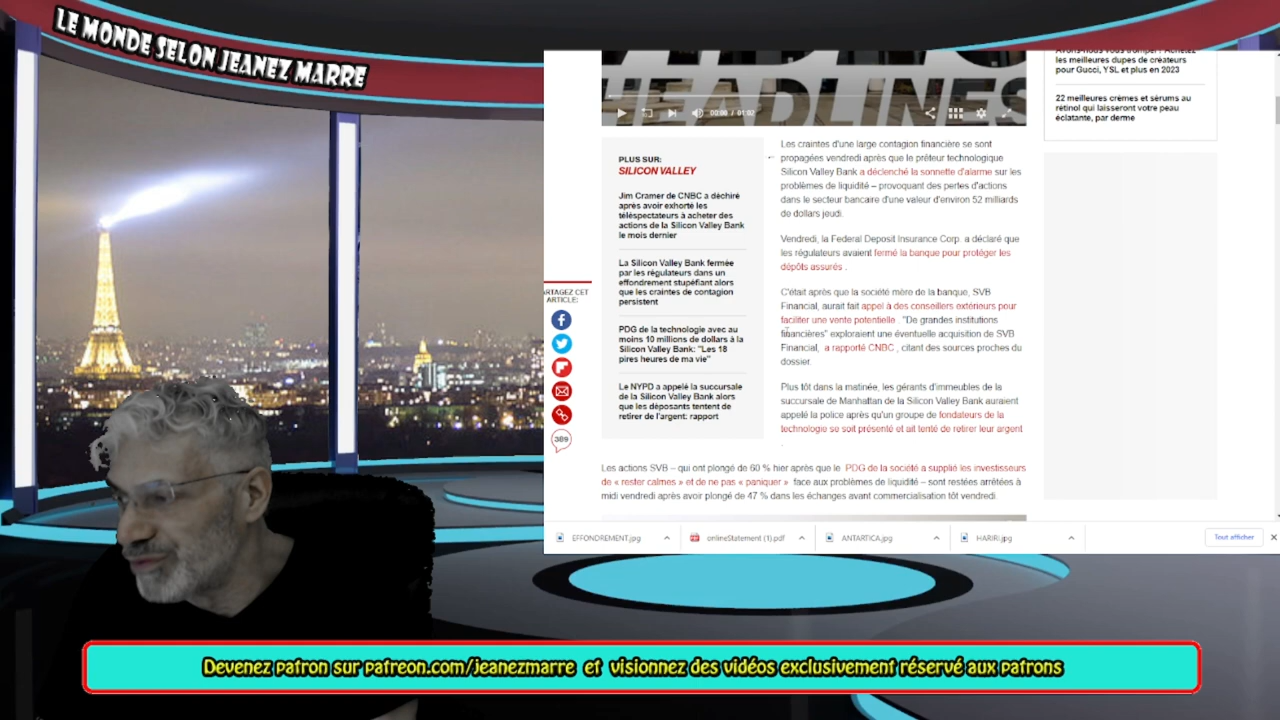 LE MONDE SELON JEANEZ MARRE
HEADLINES
00:00 / 01:02
les meilleures dupes de créateurs
pour Gucci, YSL et plus en 2023
22 meilleures crèmes et sérums au
rétinol qui laisseront votre peau
éclatante, par derme
PLUS SUR:
SILICON VALLEY
Jim Cramer de CNBC a déchiré
après avoir exhorté les
téléspectateurs à acheter des
actions de la Silicon Valley Bank
le mois dernier
La Silicon Valley Bank fermée
par les régulateurs dans un
effondrement stupéfiant alors
que les craintes de contagion
persistent
PDG de la technologie avec au
moins 10 millions de dollars à la
Silicon Valley Bank: "Les 18
pires heures de ma vie"
Le NYPD a appelé la succursale
de la Silicon Valley Bank alors
que les déposants tentent de
retirer de l'argent: rapport
RTAGEZ CET
ARTICLE:
389
Les craintes d'une large contagion financière se sont
propagées vendredi après que le prêteur technologique
Silicon Valley Bank a déclenché la sonnette d'alarme sur les
problèmes de liquidité – provoquant des pertes d'actions
dans le secteur bancaire d'une valeur d'environ 52 milliards
de dollars jeudi.
Vendredi, la Federal Deposit Insurance Corp. a déclaré que
les régulateurs avaient fermé la banque pour protéger les
dépôts assurés .
C'était après que la société mère de la banque, SVB
Financial, aurait fait appel à des conseillers extérieurs pour
faciliter une vente potentielle . "De grandes institutions
financières" exploraient une éventuelle acquisition de SVB
Financial, a rapporté CNBC , citant des sources proches du
dossier.
Plus tôt dans la matinée, les gérants d'immeubles de la
succursale de Manhattan de la Silicon Valley Bank auraient
appelé la police après qu'un groupe de fondateurs de la
technologie se soit présenté et ait tenté de retirer leur argent
.
Les actions SVB – qui ont plongé de 60 % hier après que le PDG de la société a supplié les investisseurs
de « rester calmes » et de ne pas « paniquer » face aux problèmes de liquidité – sont restées arrêtées à
midi vendredi après avoir plongé de 47 % dans les échanges avant commercialisation tôt vendredi.
EFFONDREMENT.jpg
onlineStatement (1).pdf
ANTARTICA.jpg
HARIRI.jpg
Tout afficher
Devenez patron sur patreon.com/jeanezmarre et visionnez des vidéos exclusivement réservé aux patrons